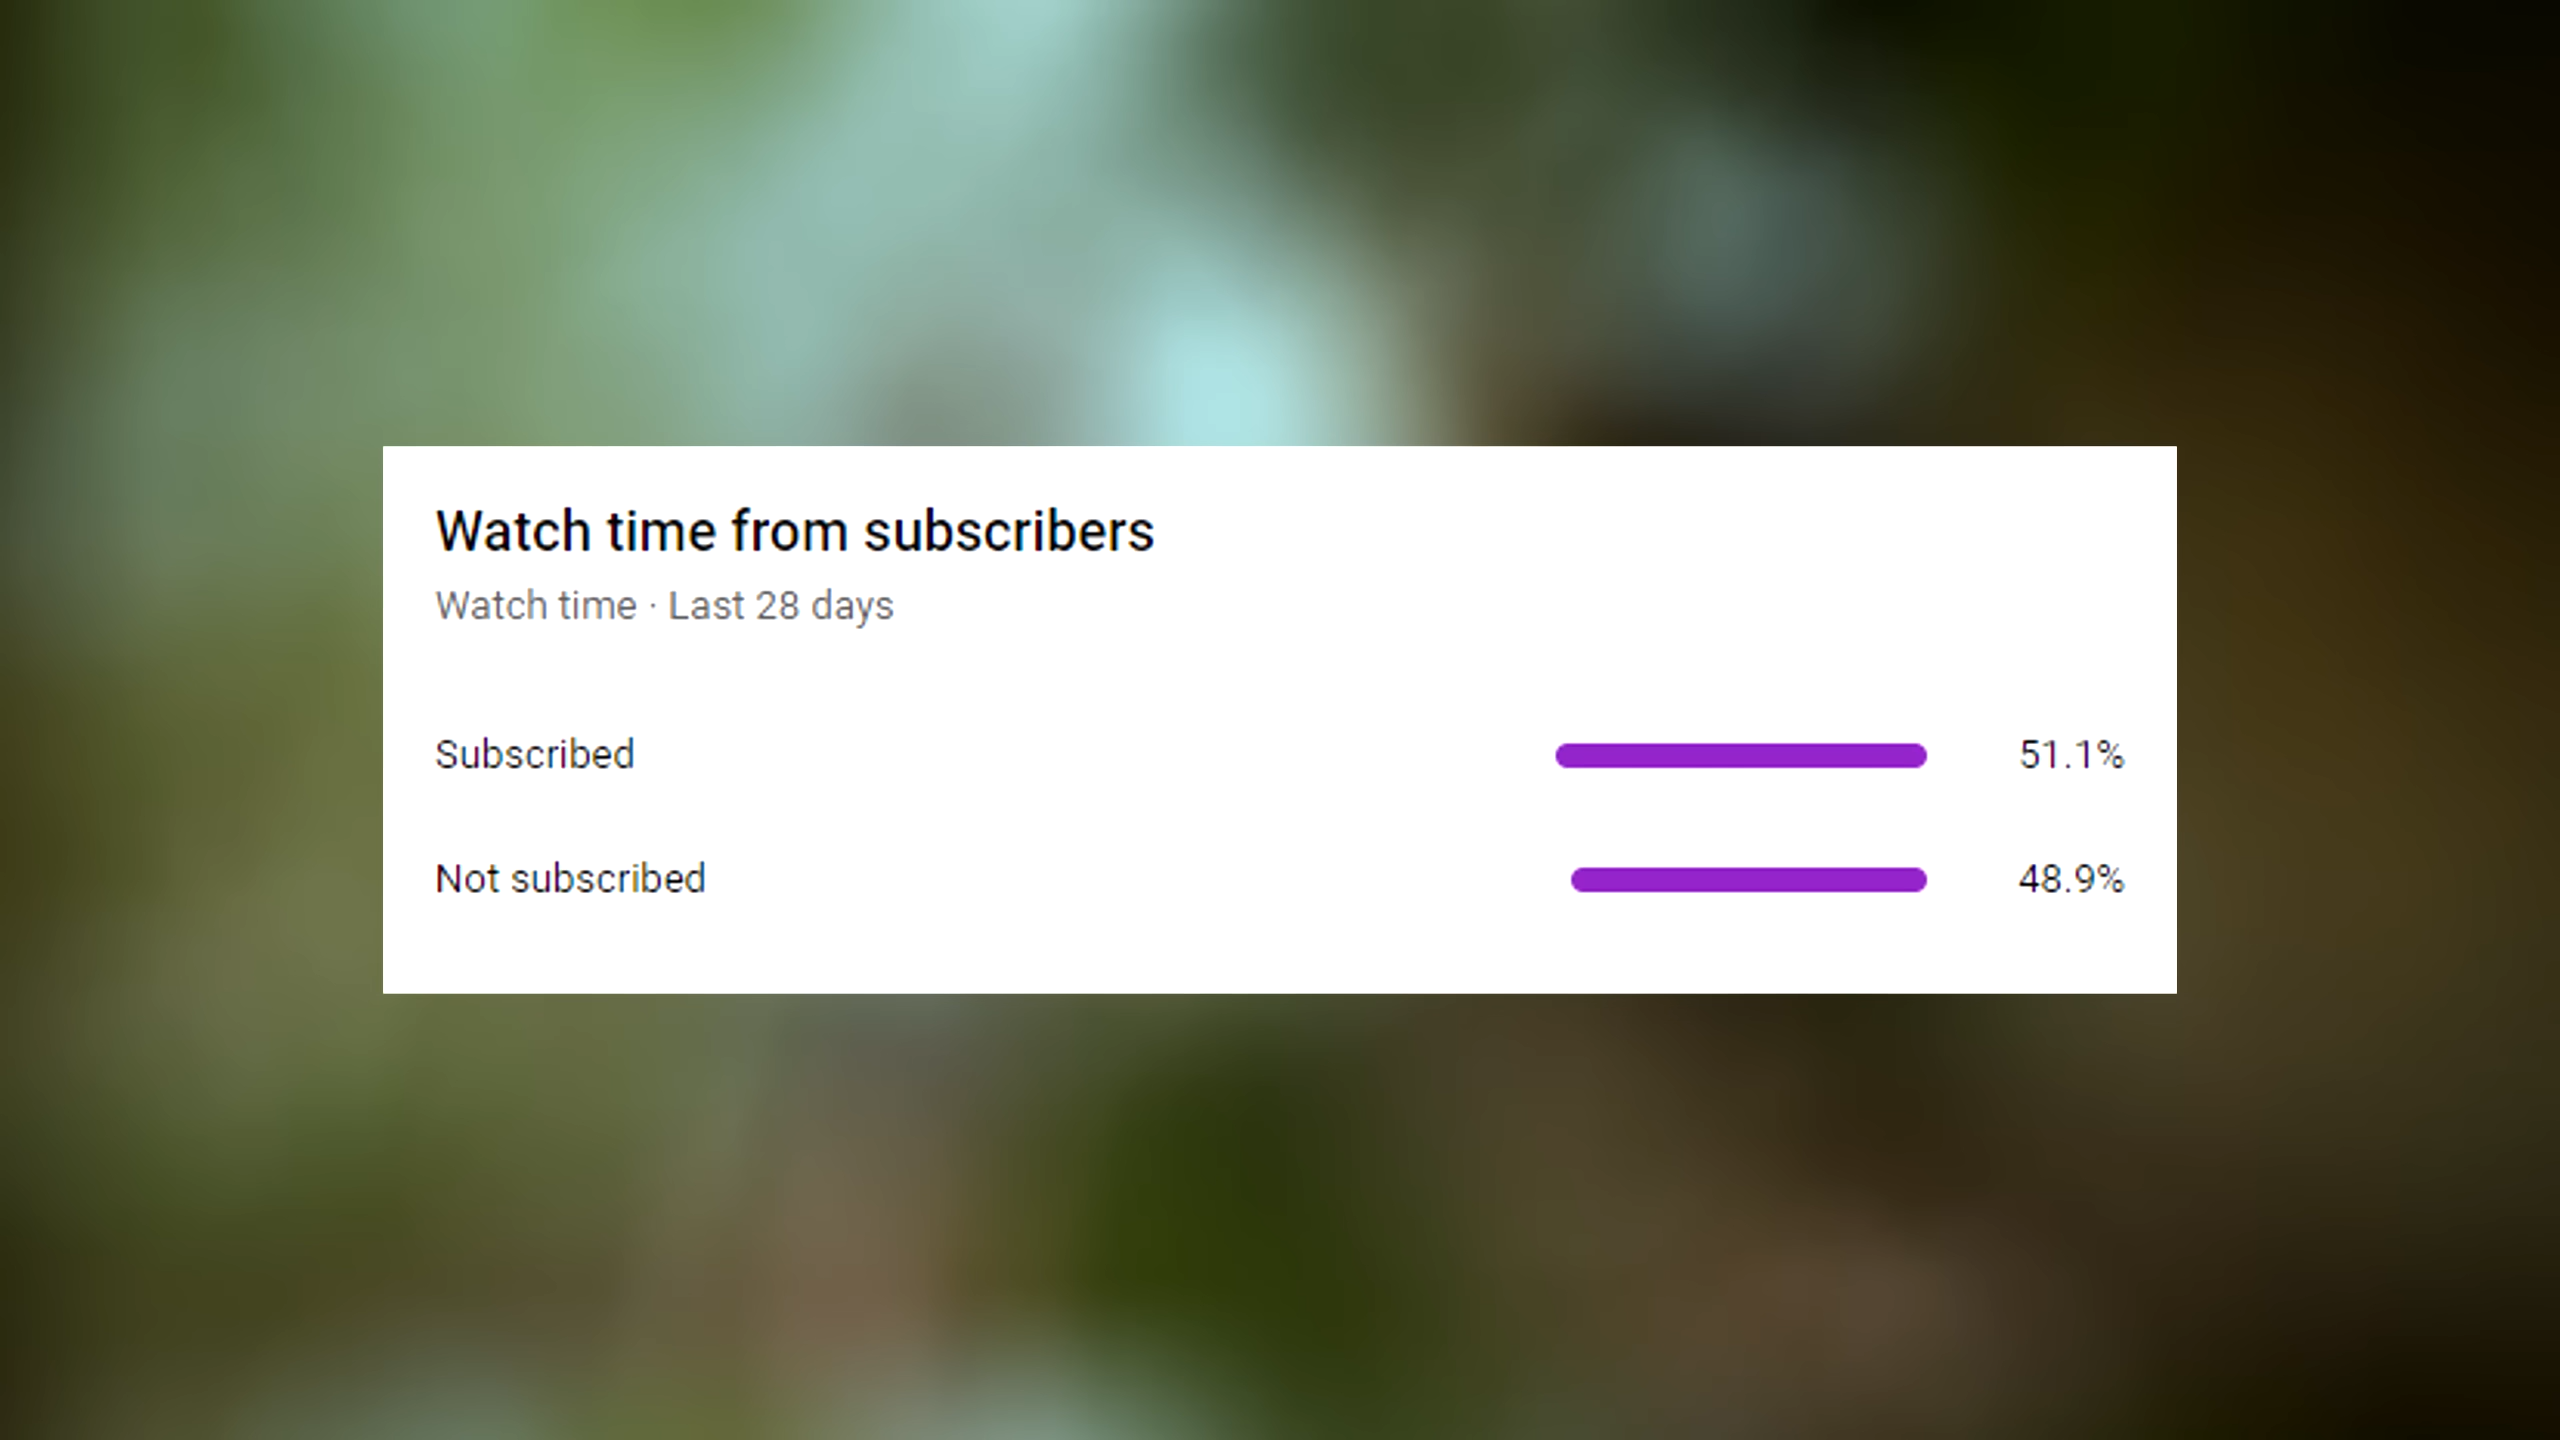 Watch time from subscribers
Watch time · Last 28 days
Subscribed 51.1%
Not subscribed 48.9%